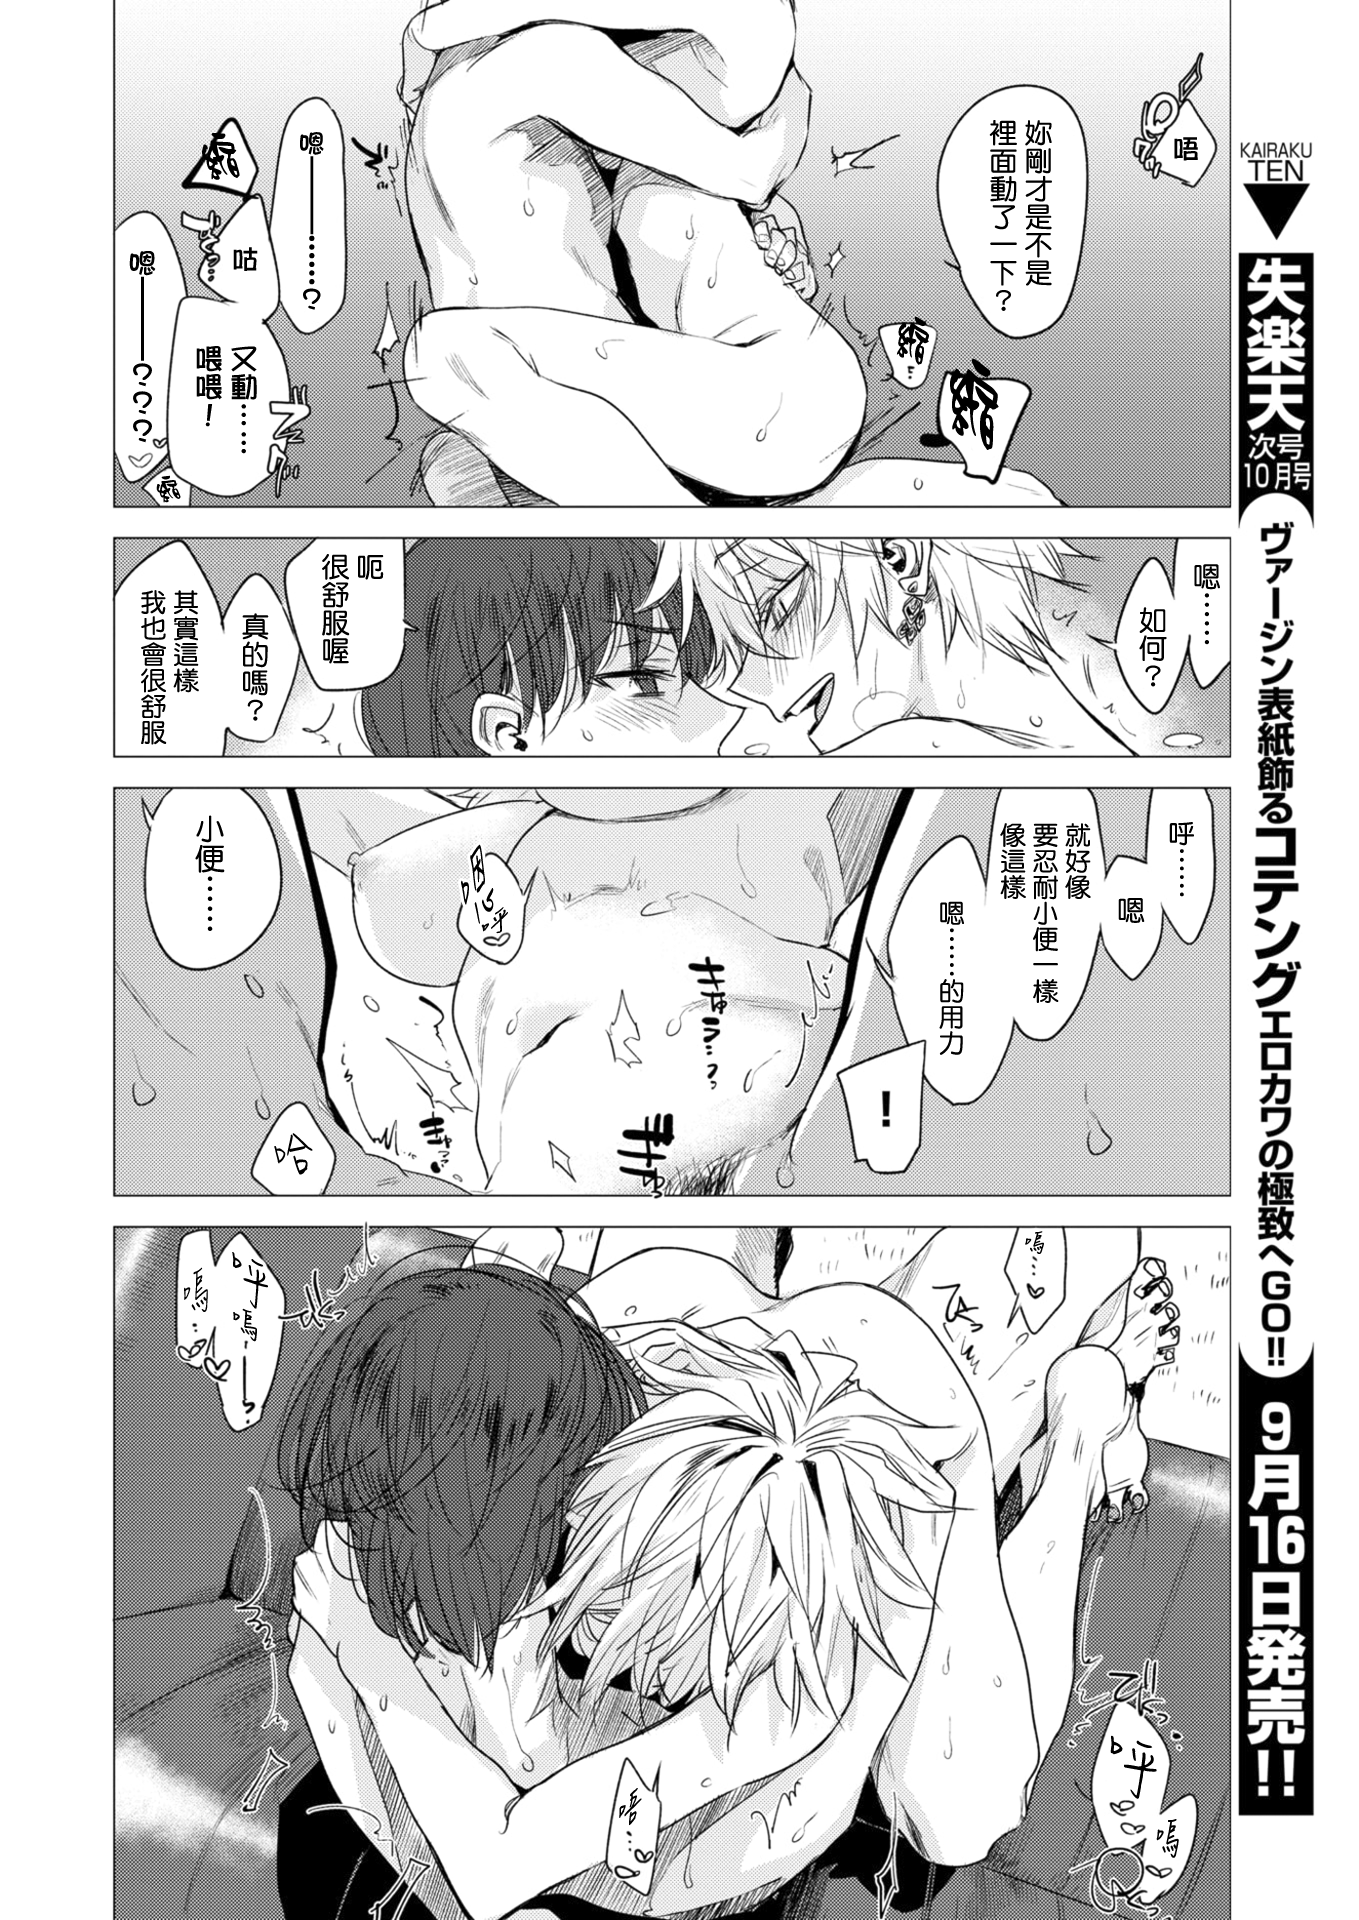 唔
妳剛才是不是
裡面動了一下？
嗯───……？
咕
又動……
喂喂！
嗯───？？？
嗯……
如何？
呃
很舒服喔
真的嗎？
其實這樣
我也會很舒服
呼……
嗯
就好像
要忍耐小便一樣
像這樣
嗯……的用力
！
小便……
哈
嗚…
呼
嗚─
嗚…
唔…
呼
嗚
KAIRAKU
TEN
失楽天
次号
10月号
ヴァージン表紙飾るコテングェロカワの極致へGO!!
9月16日発売!!